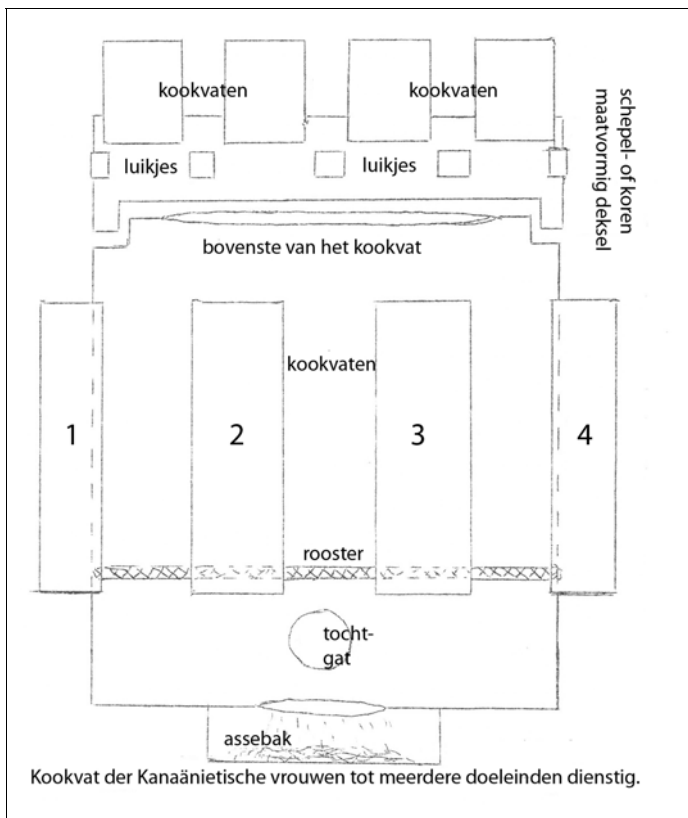 kookvaten kookvaten
schepel- of koren
maatvormig deksel
luikjes luikjes
bovenste van het kookvat
kookvaten
1 2 3 4
rooster
tocht-
gat
assebak
Kookvat der Kanaänietische vrouwen tot meerdere doeleinden dienstig.